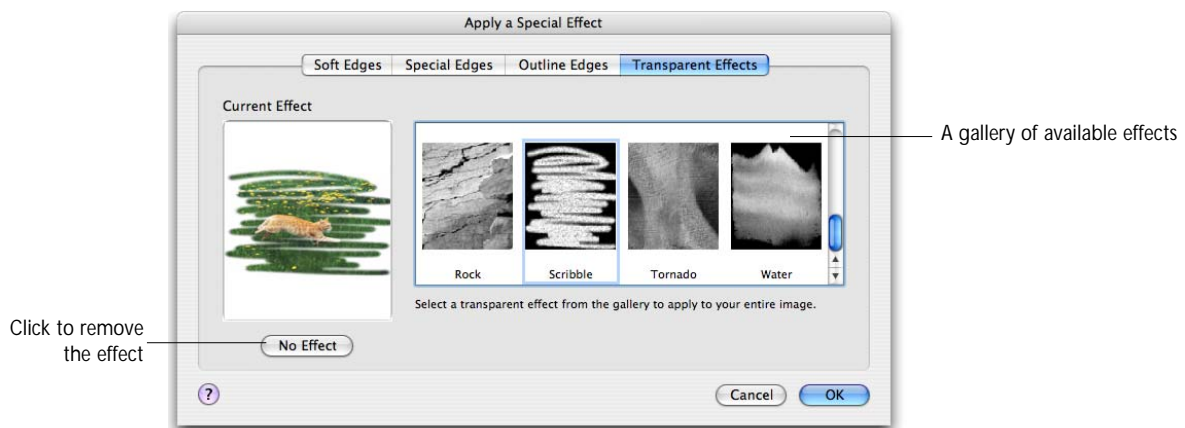 Apply a Special Effect
Soft Edges Special Edges Outline Edges Transparent Effects
Current Effect
A gallery of available effects
Rock Scribble Tornado Water
Select a transparent effect from the gallery to apply to your entire image.
Click to remove
the effect
No Effect
?
Cancel OK